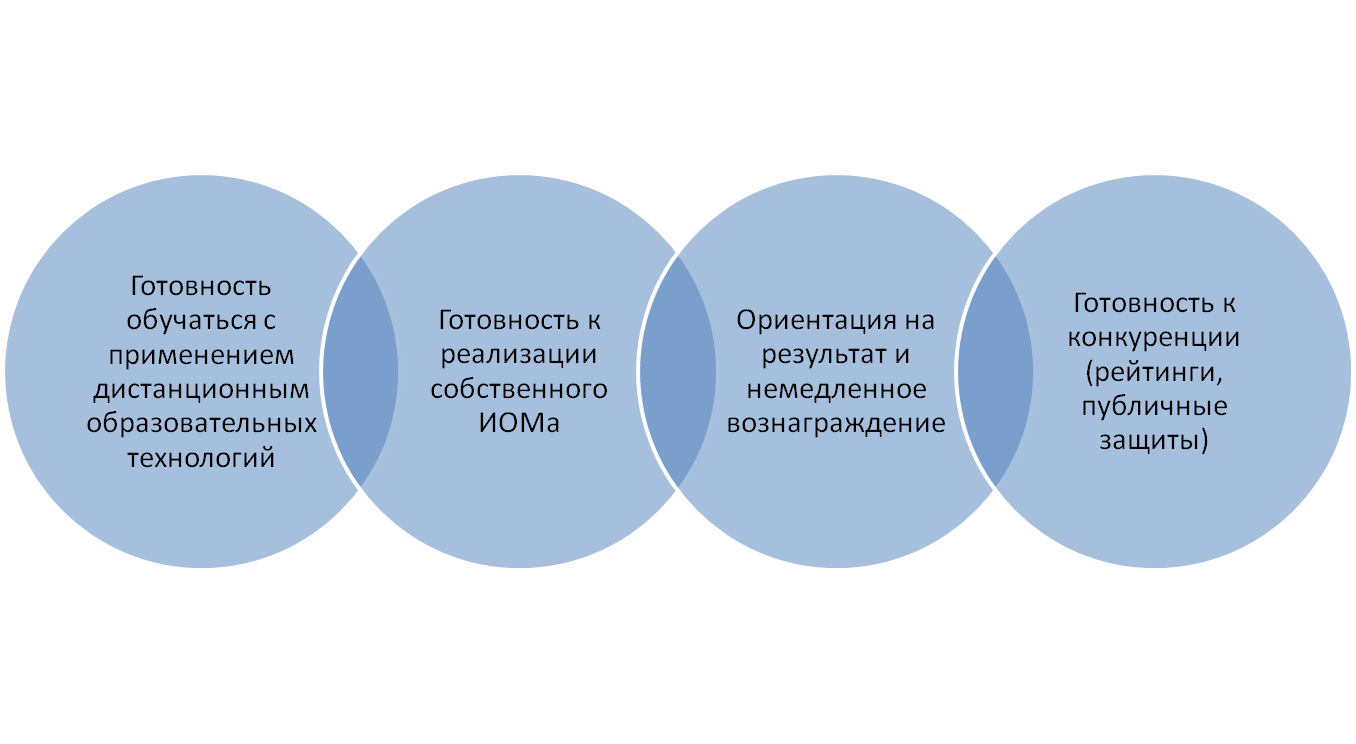 Готовность
обучаться с
применением
дистанционным
образовательных
технологий
Готовность к
реализации
собственного
ИОМа
Ориентация на
результат и
немедленное
вознаграждение
Готовность к
конкуренции
(рейтинги,
публичные
защиты)